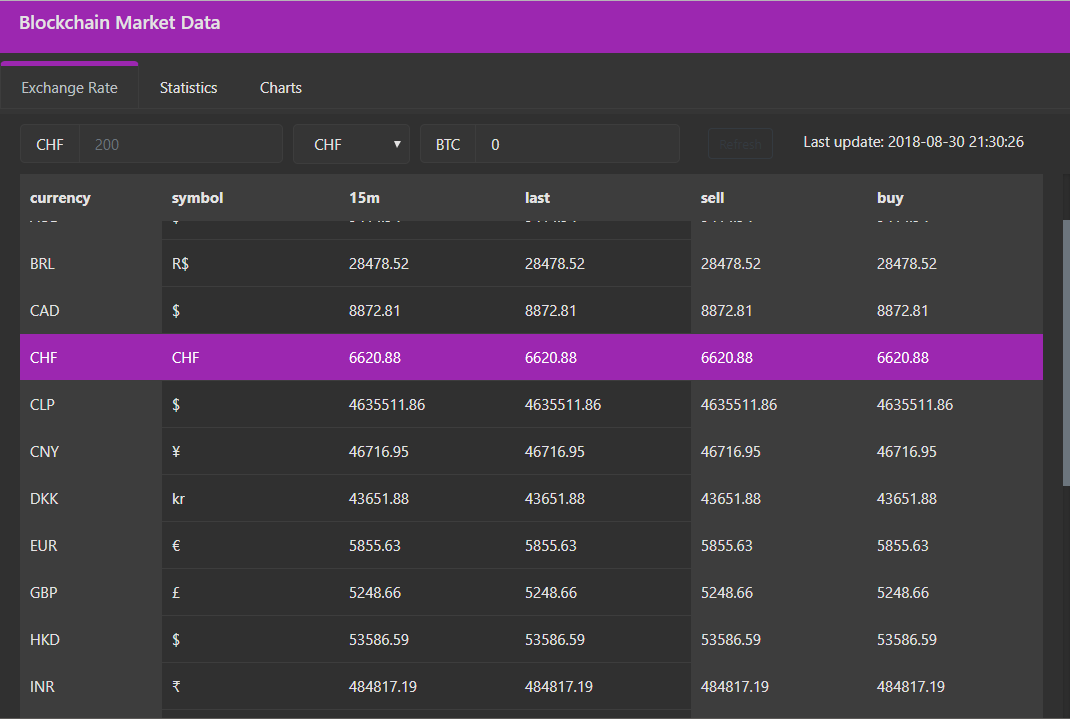 Blockchain Market Data
Exchange Rate Statistics Charts
CHF 200 CHF ▼ BTC 0 Refresh Last update: 2018-08-30 21:30:26
currency symbol 15m last sell buy
BRL R$ 28478.52 28478.52 28478.52 28478.52
CAD $ 8872.81 8872.81 8872.81 8872.81
CHF CHF 6620.88 6620.88 6620.88 6620.88
CLP $ 4635511.86 4635511.86 4635511.86 4635511.86
CNY ¥ 46716.95 46716.95 46716.95 46716.95
DKK kr 43651.88 43651.88 43651.88 43651.88
EUR € 5855.63 5855.63 5855.63 5855.63
GBP £ 5248.66 5248.66 5248.66 5248.66
HKD $ 53586.59 53586.59 53586.59 53586.59
INR ₹ 484817.19 484817.19 484817.19 484817.19